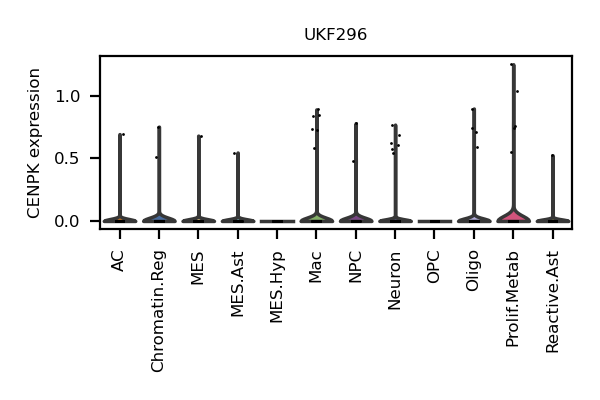 UKF296
CENPK expression
1.0
0.5
0.0
AC
Chromatin.Reg
MES
MES.Ast
MES.Hyp
Mac
NPC
Neuron
OPC
Oligo
Prolif.Metab
Reactive.Ast